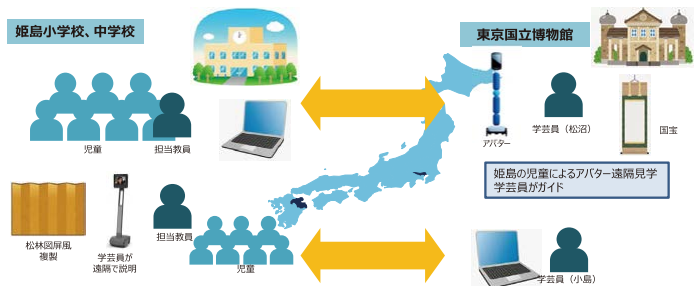 姫島小学校、中学校
東京国立博物館
児童
担当教員
アバター
学芸員（松沼）
国宝
姫島の児童によるアバター遠隔見学
学芸員がガイド
松林図屏風
複製
学芸員が
遠隔で説明
担当教員
児童
学芸員（小島）